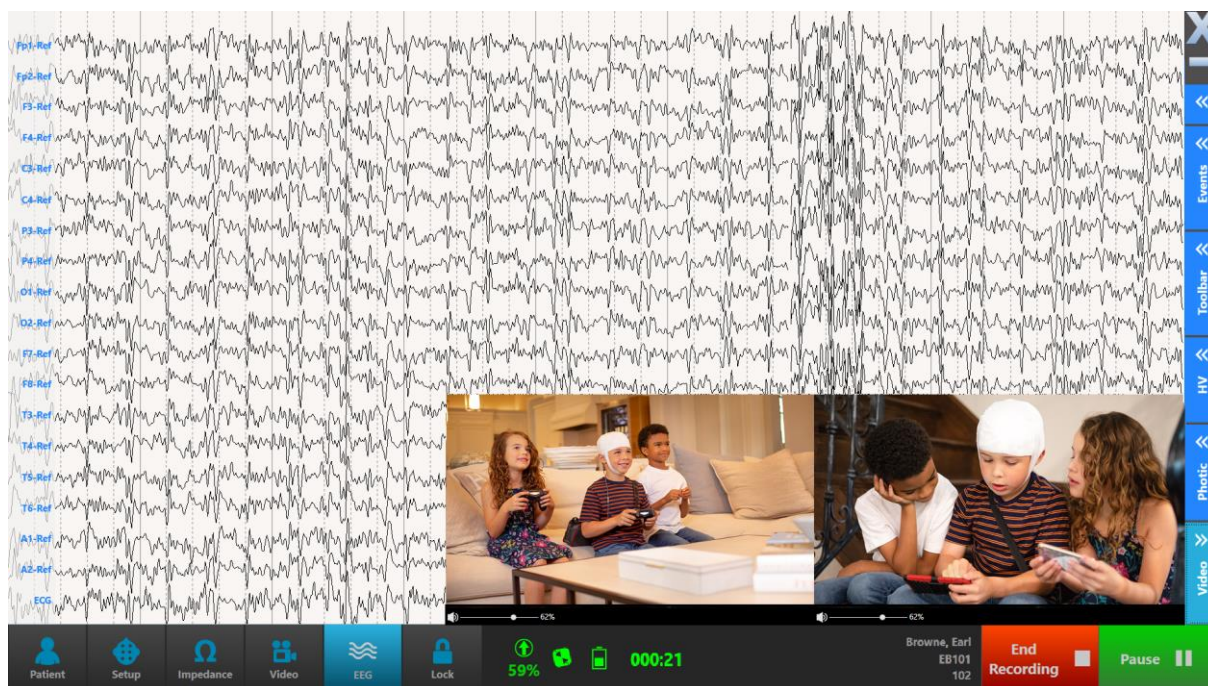 Fp1-Ref
Fp2-Ref
F3-Ref
F4-Ref
C3-Ref
C4-Ref
P3-Ref
P4-Ref
O1-Ref
O2-Ref
F7-Ref
F8-Ref
T3-Ref
T4-Ref
T5-Ref
T6-Ref
A1-Ref
A2-Ref
ECG
X
Events
Toolbar
HV
Photic
Video
62%
62%
Patient
Setup
Ω
Impedance
Video
EEG
Lock
59%
000:21
Browne, Earl
EB101
102
End
Recording
Pause